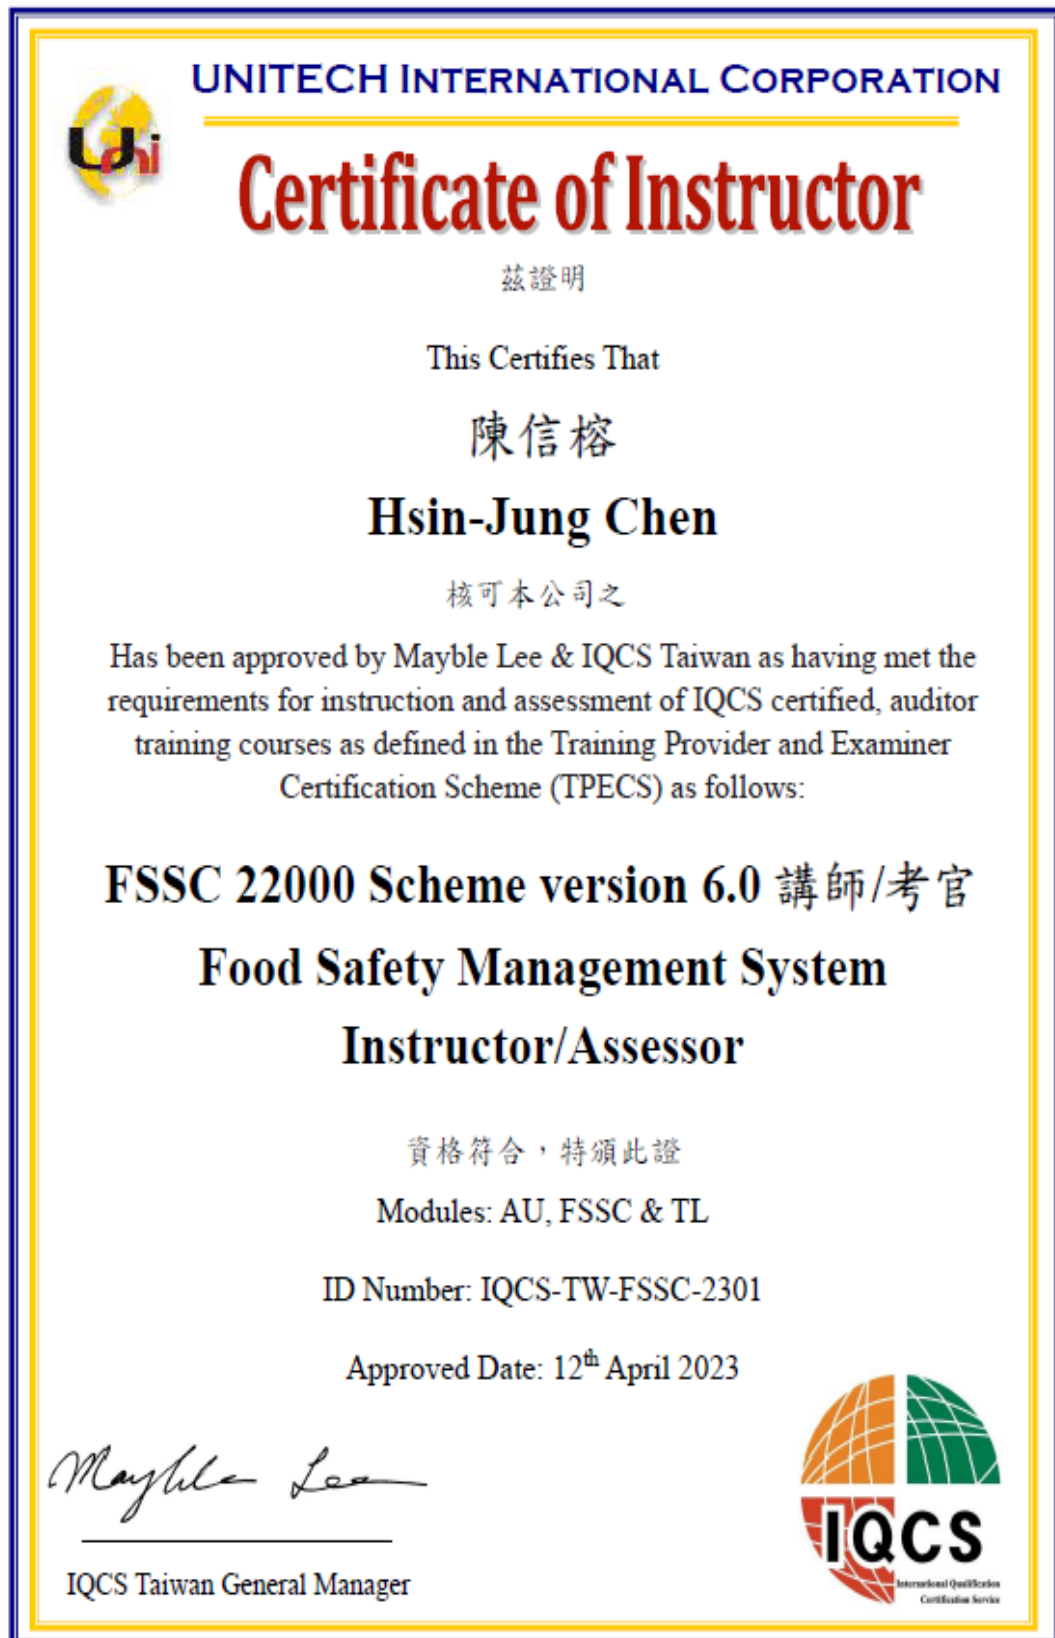 Uni
UNITECH INTERNATIONAL CORPORATION
Certificate of Instructor
茲證明
This Certifies That
陳信榕
Hsin-Jung Chen
核可本公司之
Has been approved by Mayble Lee & IQCS Taiwan as having met the
requirements for instruction and assessment of IQCS certified, auditor
training courses as defined in the Training Provider and Examiner
Certification Scheme (TPECS) as follows:
FSSC 22000 Scheme version 6.0 講師/考官
Food Safety Management System
Instructor/Assessor
資格符合，特頒此證
Modules: AU, FSSC & TL
ID Number: IQCS-TW-FSSC-2301
Approved Date: 12th April 2023
Mayble Lee
IQCS Taiwan General Manager
IQCS
International Qualification
Certification Service